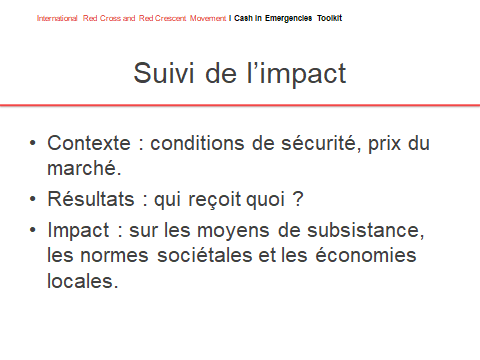 International Red Cross and Red Crescent Movement I Cash in Emergencies Toolkit
Suivi de l’impact
• Contexte : conditions de sécurité, prix du
marché.
• Résultats : qui reçoit quoi ?
• Impact : sur les moyens de subsistance,
les normes sociétales et les économies
locales.